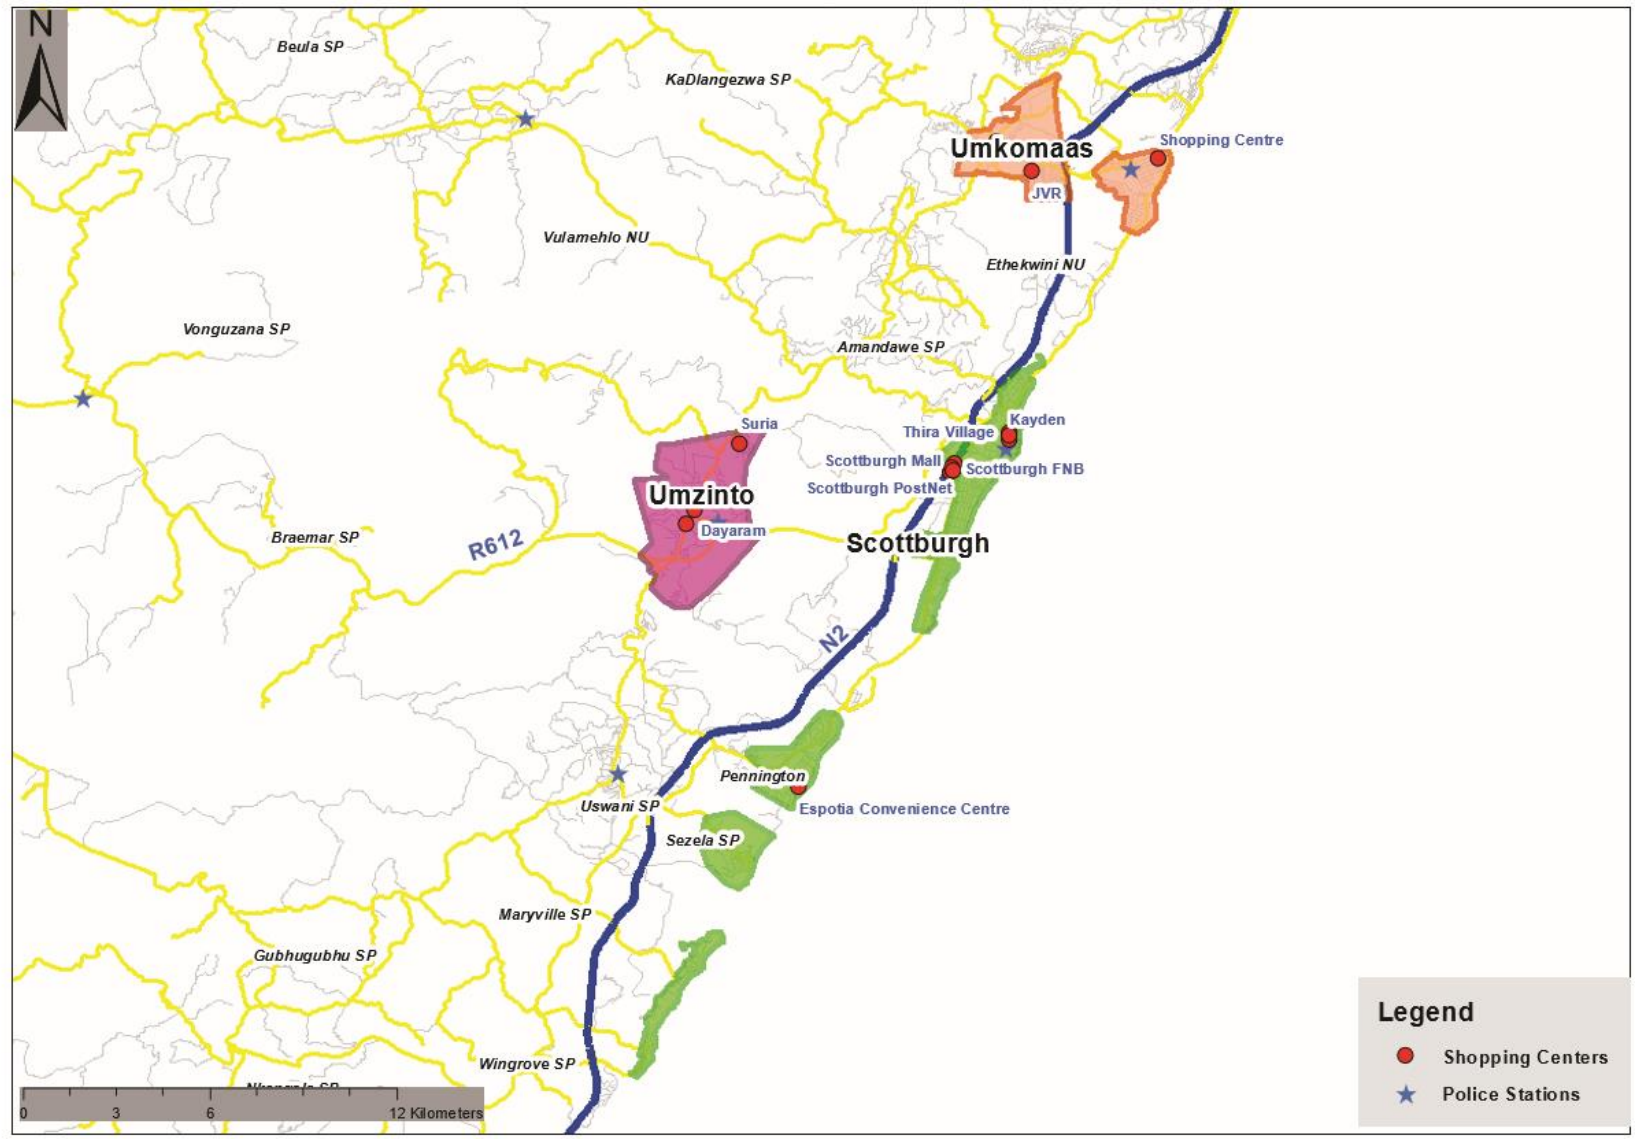 N
Beula SP
KaDlangezwa SP
Umkomaas
Shopping Centre
JVR
Vulamehlo NU
Ethekwini NU
Vonguzana SP
Amandawe SP
Suria
Kayden
Thira Village
Scottburgh Mall
Scottburgh FNB
Scottburgh PostNet
Umzinto
Dayaram
Braemar SP
R612
Scottburgh
N2
Pennington
Espotia Convenience Centre
Uswani SP
Sezela SP
Maryville SP
Gubhugubhu SP
Wingrove SP
0 3 6 12 Kilometers
Legend
Shopping Centers
Police Stations